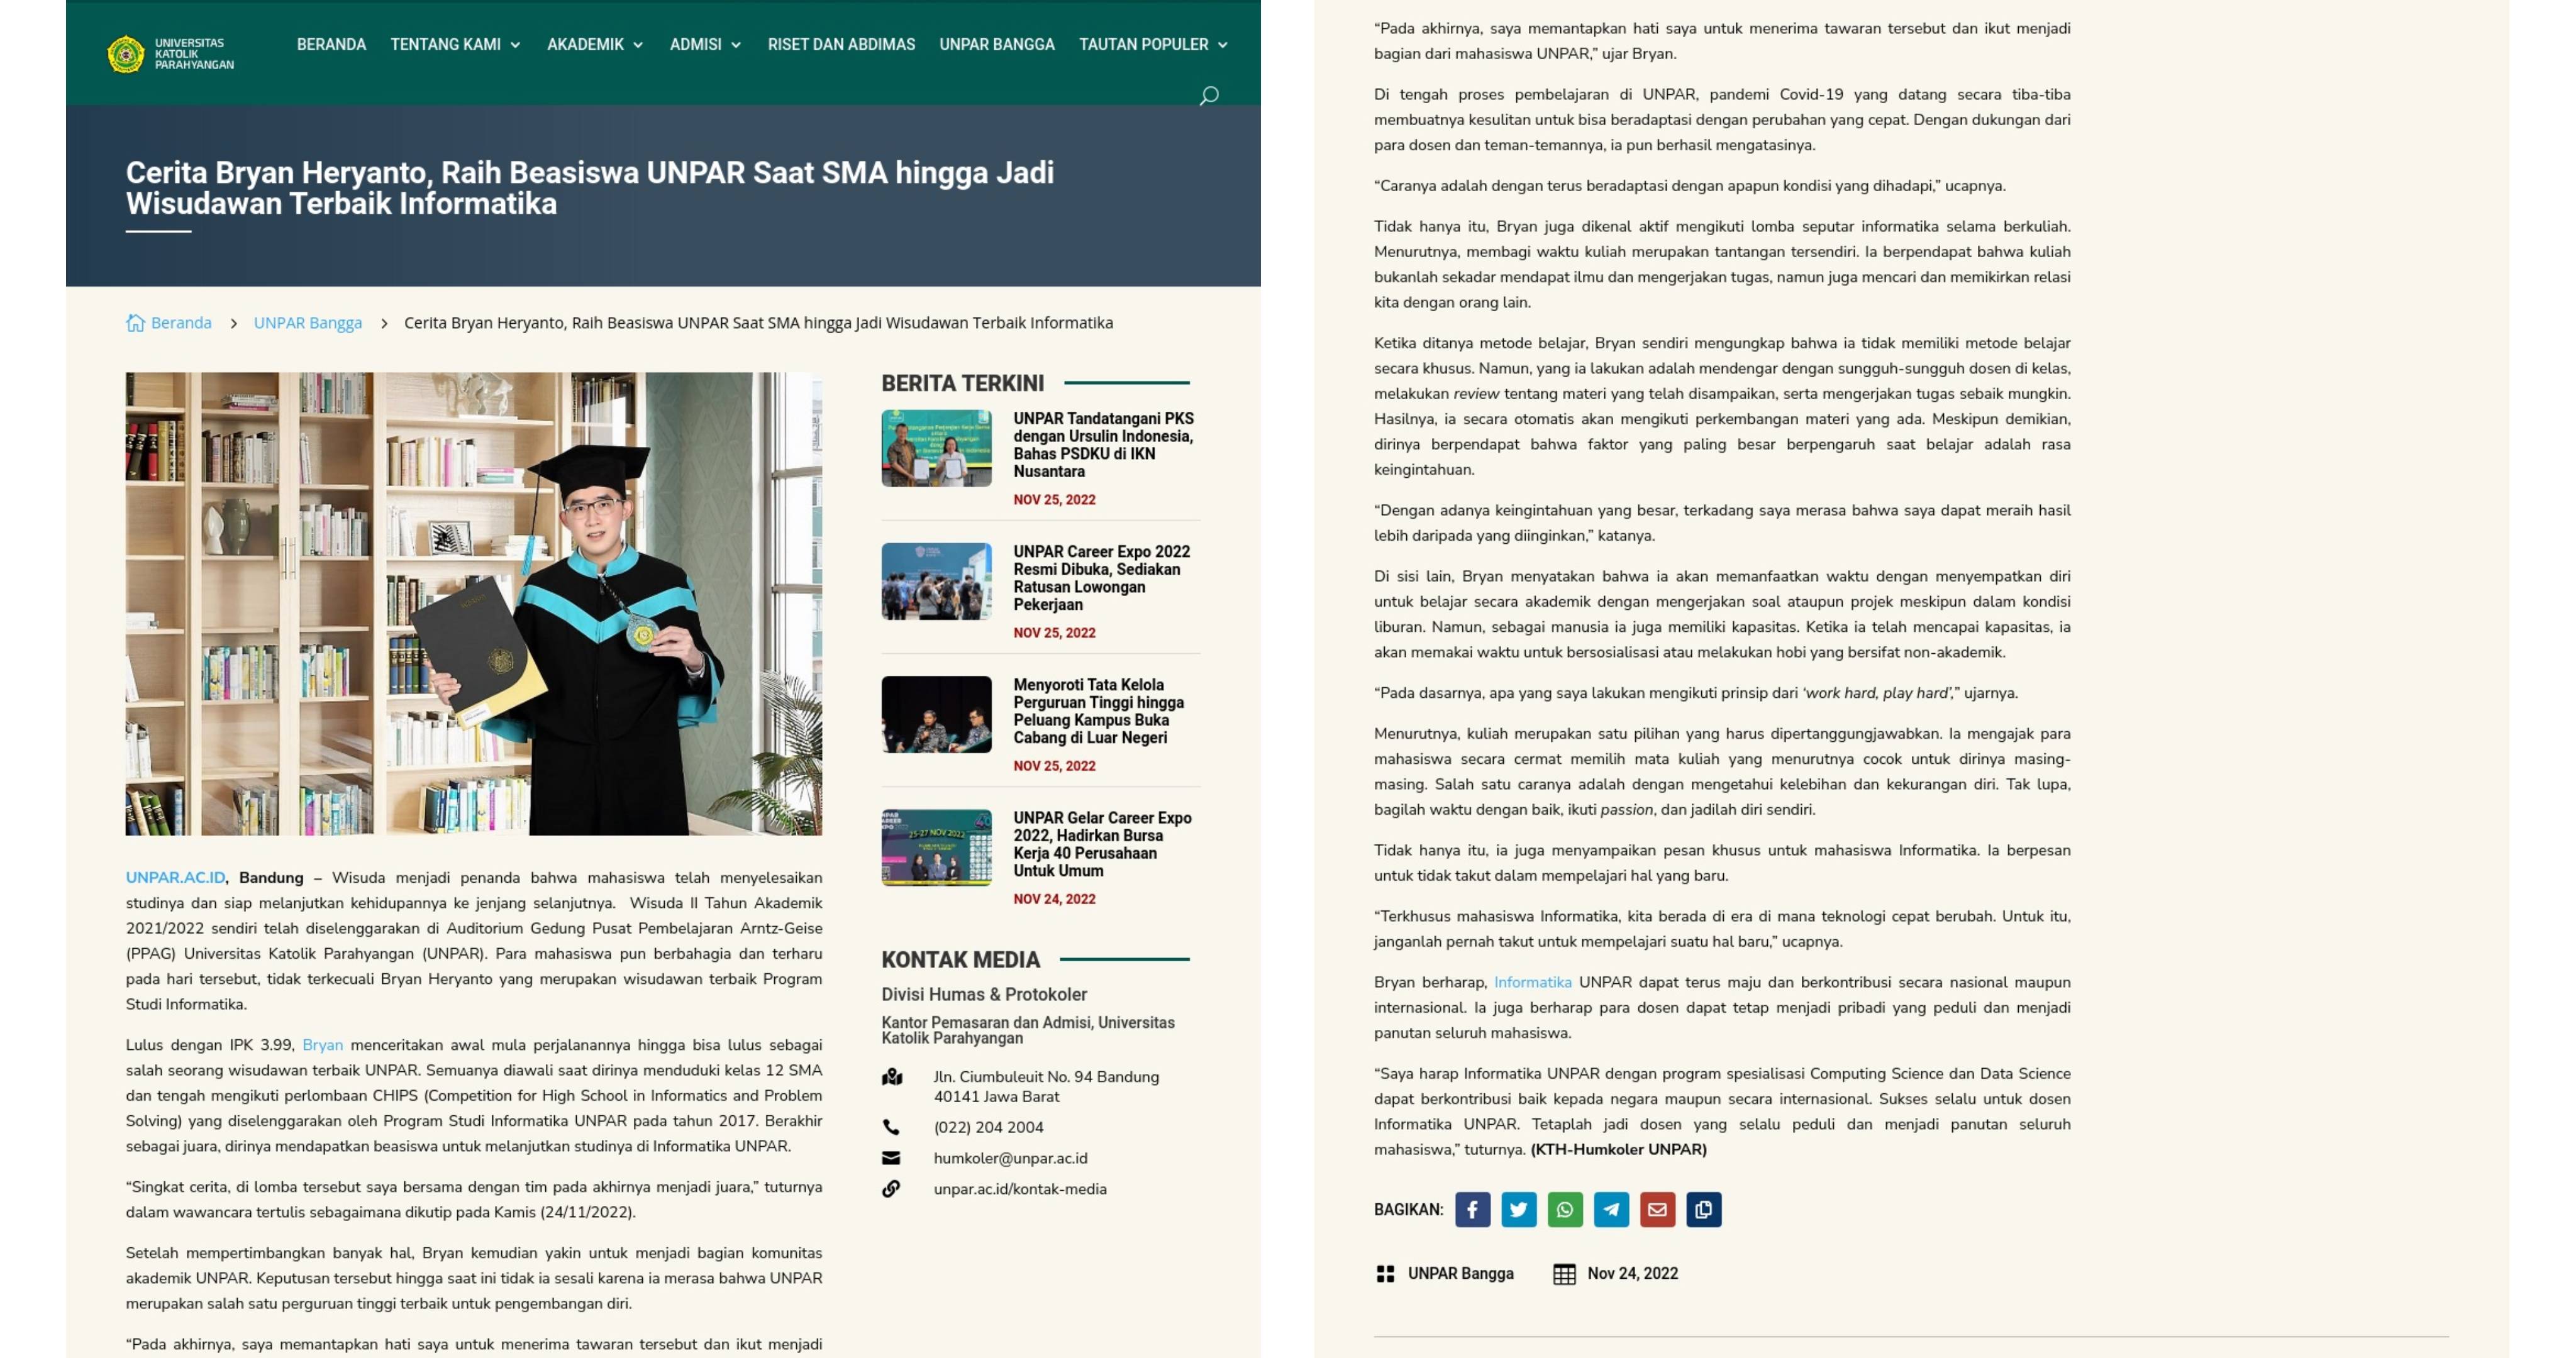 UNIVERSITAS
KATOLIK
PARAHYANGAN
BERANDA TENTANG KAMI AKADEMIK ADMISI RISET DAN ABDIMAS UNPAR BANGGA TAUTAN POPULER
Cerita Bryan Heryanto, Raih Beasiswa UNPAR Saat SMA hingga Jadi
Wisudawan Terbaik Informatika
Beranda > UNPAR Bangga > Cerita Bryan Heryanto, Raih Beasiswa UNPAR Saat SMA hingga Jadi Wisudawan Terbaik Informatika
UNPAR.AC.ID, Bandung – Wisuda menjadi penanda bahwa mahasiswa telah menyelesaikan
studinya dan siap melanjutkan kehidupannya ke jenjang selanjutnya. Wisuda II Tahun Akademik
2021/2022 sendiri telah diselenggarakan di Auditorium Gedung Pusat Pembelajaran Arntz-Geise
(PPAG) Universitas Katolik Parahyangan (UNPAR). Para mahasiswa pun berbahagia dan terharu
pada hari tersebut, tidak terkecuali Bryan Heryanto yang merupakan wisudawan terbaik Program
Studi Informatika.
Lulus dengan IPK 3.99, Bryan menceritakan awal mula perjalanannya hingga bisa lulus sebagai
salah seorang wisudawan terbaik UNPAR. Semuanya diawali saat dirinya menduduki kelas 12 SMA
dan tengah mengikuti perlombaan CHIPS (Competition for High School in Informatics and Problem
Solving) yang diselenggarakan oleh Program Studi Informatika UNPAR pada tahun 2017. Berakhir
sebagai juara, dirinya mendapatkan beasiswa untuk melanjutkan studinya di Informatika UNPAR.
“Singkat cerita, di lomba tersebut saya bersama dengan tim pada akhirnya menjadi juara,” tuturnya
dalam wawancara tertulis sebagaimana dikutip pada Kamis (24/11/2022).
Setelah mempertimbangkan banyak hal, Bryan kemudian yakin untuk menjadi bagian komunitas
akademik UNPAR. Keputusan tersebut hingga saat ini tidak ia sesali karena ia merasa bahwa UNPAR
merupakan salah satu perguruan tinggi terbaik untuk pengembangan diri.
“Pada akhirnya, saya memantapkan hati saya untuk menerima tawaran tersebut dan ikut menjadi
BERITA TERKINI
UNPAR Tandatangani PKS
dengan Ursulin Indonesia,
Bahas PSDKU di IKN
Nusantara
NOV 25, 2022
UNPAR Career Expo 2022
Resmi Dibuka, Sediakan
Ratusan Lowongan
Pekerjaan
NOV 25, 2022
Menyoroti Tata Kelola
Perguruan Tinggi hingga
Peluang Kampus Buka
Cabang di Luar Negeri
NOV 25, 2022
25-27 NOV 2022
UNPAR Gelar Career Expo
2022, Hadirkan Bursa
Kerja 40 Perusahaan
Untuk Umum
NOV 24, 2022
KONTAK MEDIA
Divisi Humas & Protokoler
Kantor Pemasaran dan Admisi, Universitas
Katolik Parahyangan
Jln. Ciumbuleuit No. 94 Bandung
40141 Jawa Barat
(022) 204 2004
humkoler@unpar.ac.id
unpar.ac.id/kontak-media
“Pada akhirnya, saya memantapkan hati saya untuk menerima tawaran tersebut dan ikut menjadi
bagian dari mahasiswa UNPAR,” ujar Bryan.
Di tengah proses pembelajaran di UNPAR, pandemi Covid-19 yang datang secara tiba-tiba
membuatnya kesulitan untuk bisa beradaptasi dengan perubahan yang cepat. Dengan dukungan dari
para dosen dan teman-temannya, ia pun berhasil mengatasinya.
“Caranya adalah dengan terus beradaptasi dengan apapun kondisi yang dihadapi,” ucapnya.
Tidak hanya itu, Bryan juga dikenal aktif mengikuti lomba seputar informatika selama berkuliah.
Menurutnya, membagi waktu kuliah merupakan tantangan tersendiri. Ia berpendapat bahwa kuliah
bukanlah sekadar mendapat ilmu dan mengerjakan tugas, namun juga mencari dan memikirkan relasi
kita dengan orang lain.
Ketika ditanya metode belajar, Bryan sendiri mengungkap bahwa ia tidak memiliki metode belajar
secara khusus. Namun, yang ia lakukan adalah mendengar dengan sungguh-sungguh dosen di kelas,
melakukan review tentang materi yang telah disampaikan, serta mengerjakan tugas sebaik mungkin.
Hasilnya, ia secara otomatis akan mengikuti perkembangan materi yang ada. Meskipun demikian,
dirinya berpendapat bahwa faktor yang paling besar berpengaruh saat belajar adalah rasa
keingintahuan.
“Dengan adanya keingintahuan yang besar, terkadang saya merasa bahwa saya dapat meraih hasil
lebih daripada yang diinginkan,” katanya.
Di sisi lain, Bryan menyatakan bahwa ia akan memanfaatkan waktu dengan menyempatkan diri
untuk belajar secara akademik dengan mengerjakan soal ataupun projek meskipun dalam kondisi
liburan. Namun, sebagai manusia ia juga memiliki kapasitas. Ketika ia telah mencapai kapasitas, ia
akan memakai waktu untuk bersosialisasi atau melakukan hobi yang bersifat non-akademik.
“Pada dasarnya, apa yang saya lakukan mengikuti prinsip dari ‘work hard, play hard’,” ujarnya.
Menurutnya, kuliah merupakan satu pilihan yang harus dipertanggungjawabkan. Ia mengajak para
mahasiswa secara cermat memilih mata kuliah yang menurutnya cocok untuk dirinya masing-
masing. Salah satu caranya adalah dengan mengetahui kelebihan dan kekurangan diri. Tak lupa,
bagilah waktu dengan baik, ikuti passion, dan jadilah diri sendiri.
Tidak hanya itu, ia juga menyampaikan pesan khusus untuk mahasiswa Informatika. Ia berpesan
untuk tidak takut dalam mempelajari hal yang baru.
“Terkhusus mahasiswa Informatika, kita berada di era di mana teknologi cepat berubah. Untuk itu,
janganlah pernah takut untuk mempelajari suatu hal baru,” ucapnya.
Bryan berharap, Informatika UNPAR dapat terus maju dan berkontribusi secara nasional maupun
internasional. Ia juga berharap para dosen dapat tetap menjadi pribadi yang peduli dan menjadi
panutan seluruh mahasiswa.
“Saya harap Informatika UNPAR dengan program spesialisasi Computing Science dan Data Science
dapat berkontribusi baik kepada negara maupun secara internasional. Sukses selalu untuk dosen
Informatika UNPAR. Tetaplah jadi dosen yang selalu peduli dan menjadi panutan seluruh
mahasiswa,” tuturnya. (KTH-Humkoler UNPAR)
BAGIKAN:
UNPAR Bangga Nov 24, 2022